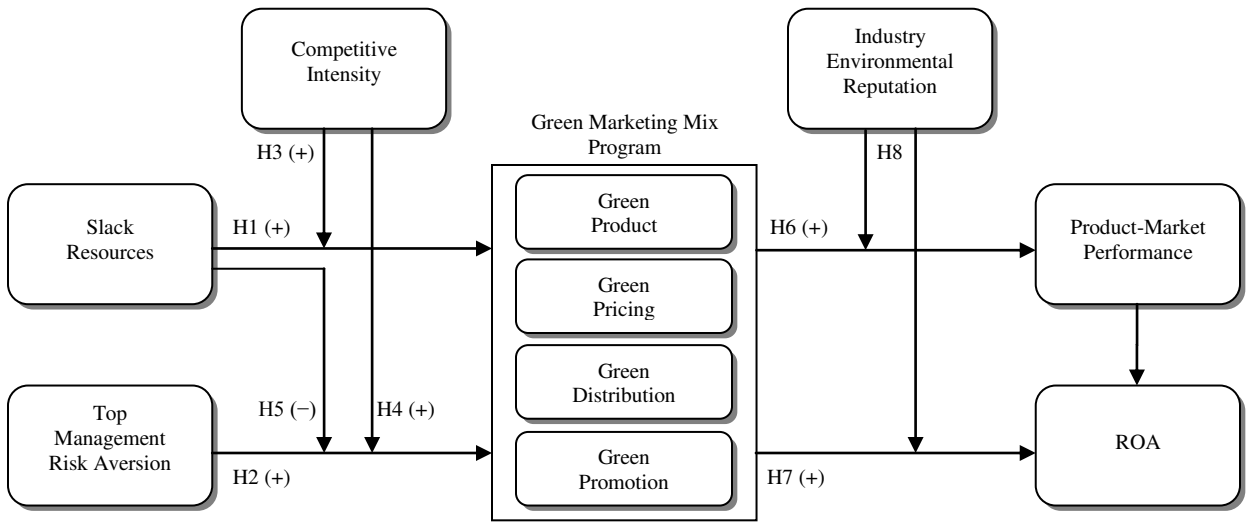 Competitive
Intensity
Industry
Environmental
Reputation
Green Marketing Mix
Program
H3 (+)
H8
Slack
Resources
H1 (+)
Green
Product
H6 (+)
Product-Market
Performance
Green
Pricing
Green
Distribution
Top
Management
Risk Aversion
H5 (−)
H4 (+)
H2 (+)
Green
Promotion
H7 (+)
ROA